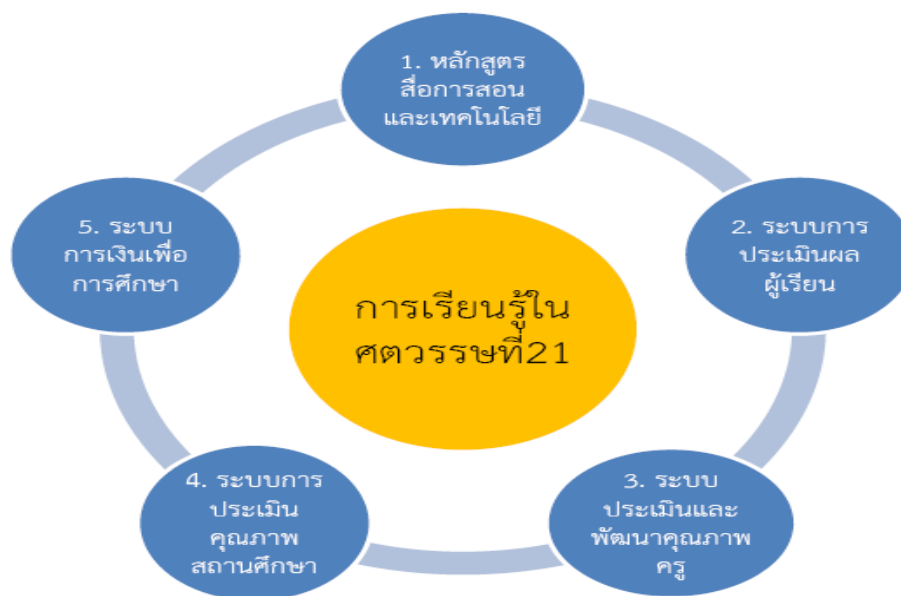 1. หลักสูตร
สื่อการสอน
และเทคโนโลยี
2. ระบบการ
ประเมินผล
ผู้เรียน
3. ระบบ
ประเมินและ
พัฒนาคุณภาพ
ครู
4. ระบบการ
ประเมิน
คุณภาพ
สถานศึกษา
5. ระบบ
การเงินเพื่อ
การศึกษา
การเรียนรู้ใน
ศตวรรษที่21